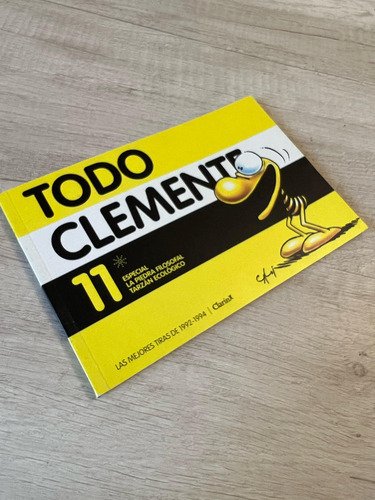 TODO
CLEMENTE
11
ESPECIAL
LA PIEDRA FILOSOFAL
TARZÁN ECOLÓGICO
LAS MEJORES TIRAS DE 1992-1994 | Clarín